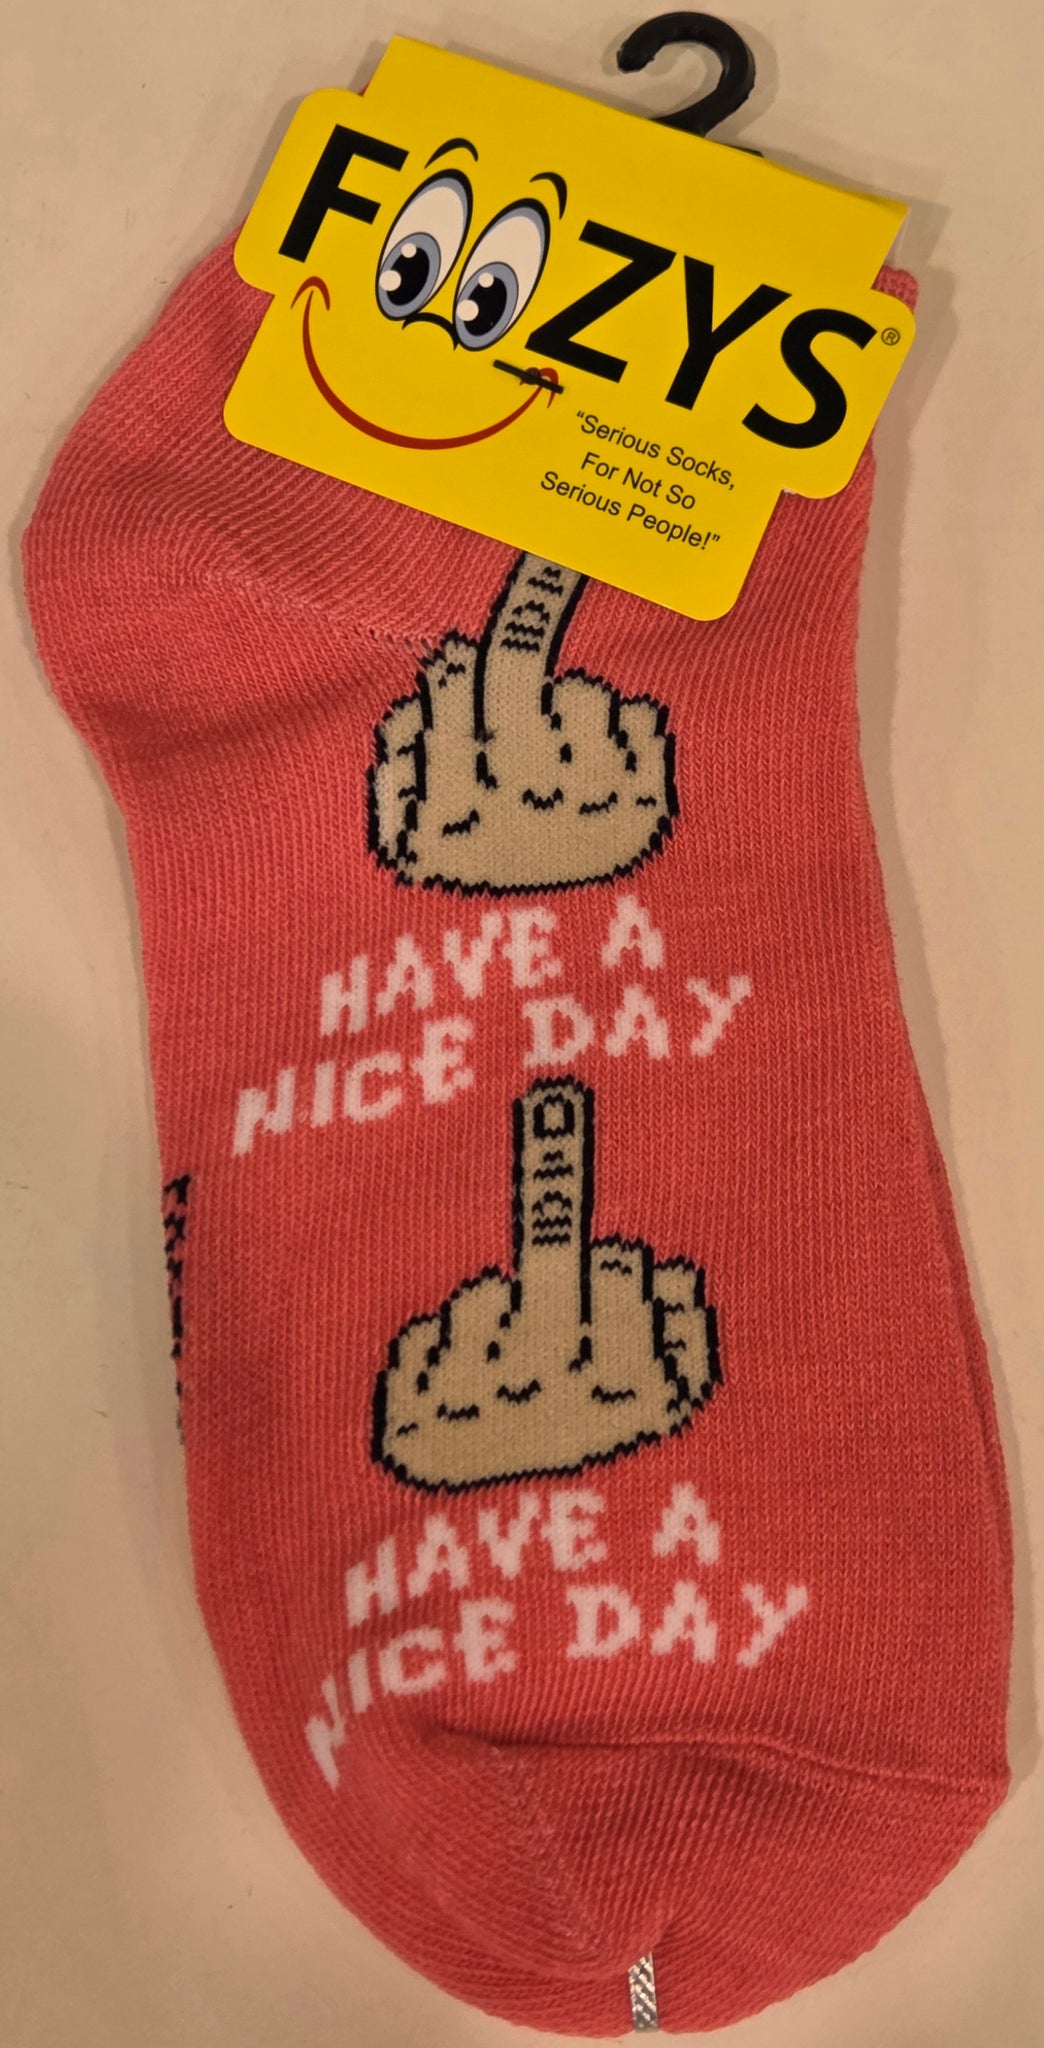 FOOZYS®
"Serious Socks,
For Not So
Serious People!"
HAVE A
NICE DAY
HAVE A
NICE DAY